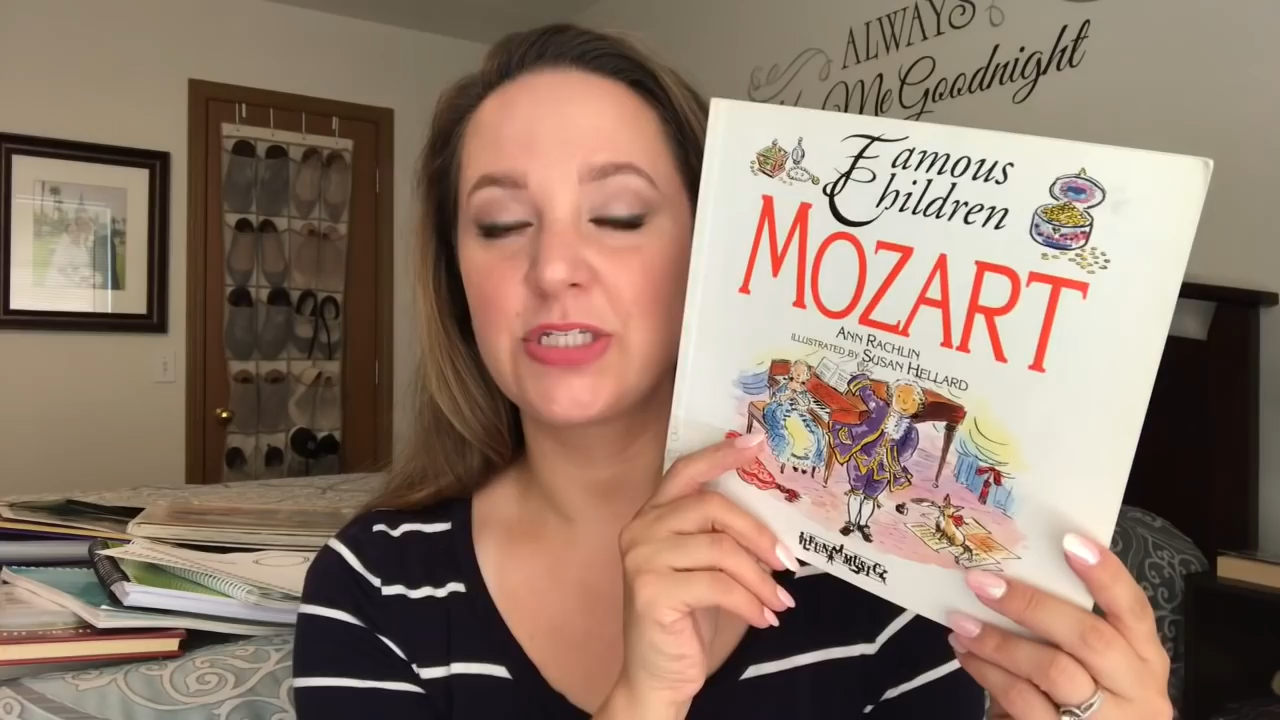 ALWAYS
Me Goodnight
Famous
Children
MOZART
ANN RACHLIN
ILLUSTRATED BY SUSAN HELLARD